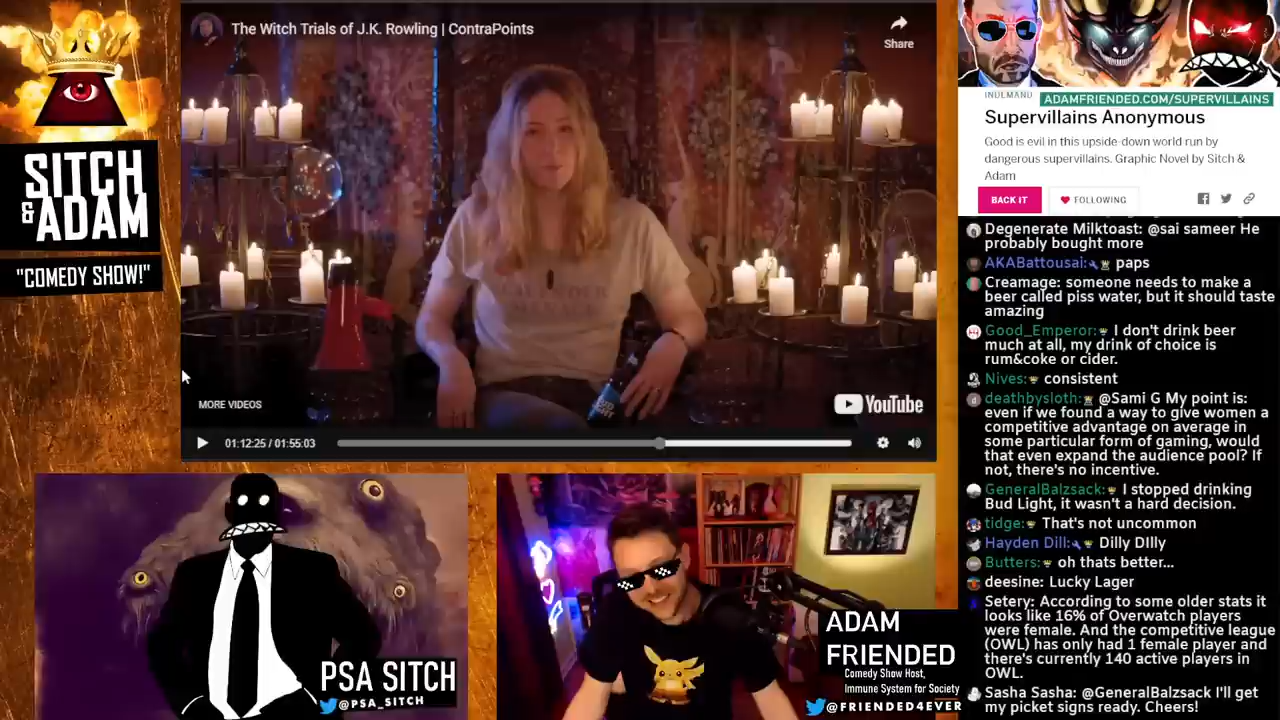 The Witch Trials of J.K. Rowling | ContraPoints
Share
MORE VIDEOS
YouTube
01:12:25 / 01:55:03
SITCH
& ADAM
"COMEDY SHOW!"
INDEMAND
ADAMFRIENDED.COM/SUPERVILLAINS
Supervillains Anonymous
Good is evil in this upside-down world run by
dangerous supervillains. Graphic Novel by Sitch &
Adam
BACK IT
FOLLOWING
Degenerate Milktoast: @sai sameer He
probably bought more
AKABattousai: paps
Creamage: someone needs to make a
beer called piss water, but it should taste
amazing
Good_Emperor: I don't drink beer
much at all, my drink of choice is
rum&coke or cider.
Nives: consistent
deathbysloth: @Sami G My point is:
even if we found a way to give women a
competitive advantage on average in
some particular form of gaming, would
that even expand the audience pool? If
not, there's no incentive.
GeneralBalzsack: I stopped drinking
Bud Light, it wasn't a hard decision.
tidge: That's not uncommon
Hayden Dill: Dilly DIlly
Butters: oh thats better...
deesine: Lucky Lager
Setery: According to some older stats it
looks like 16% of Overwatch players
were female. And the competitive league
(OWL) has only had 1 female player and
there's currently 140 active players in
OWL.
Sasha Sasha: @GeneralBalzsack I'll get
my picket signs ready. Cheers!
PSA SITCH
@PSA_SITCH
ADAM
FRIENDED
Comedy Show Host,
Immune System for Society
@FRIENDED4EVER